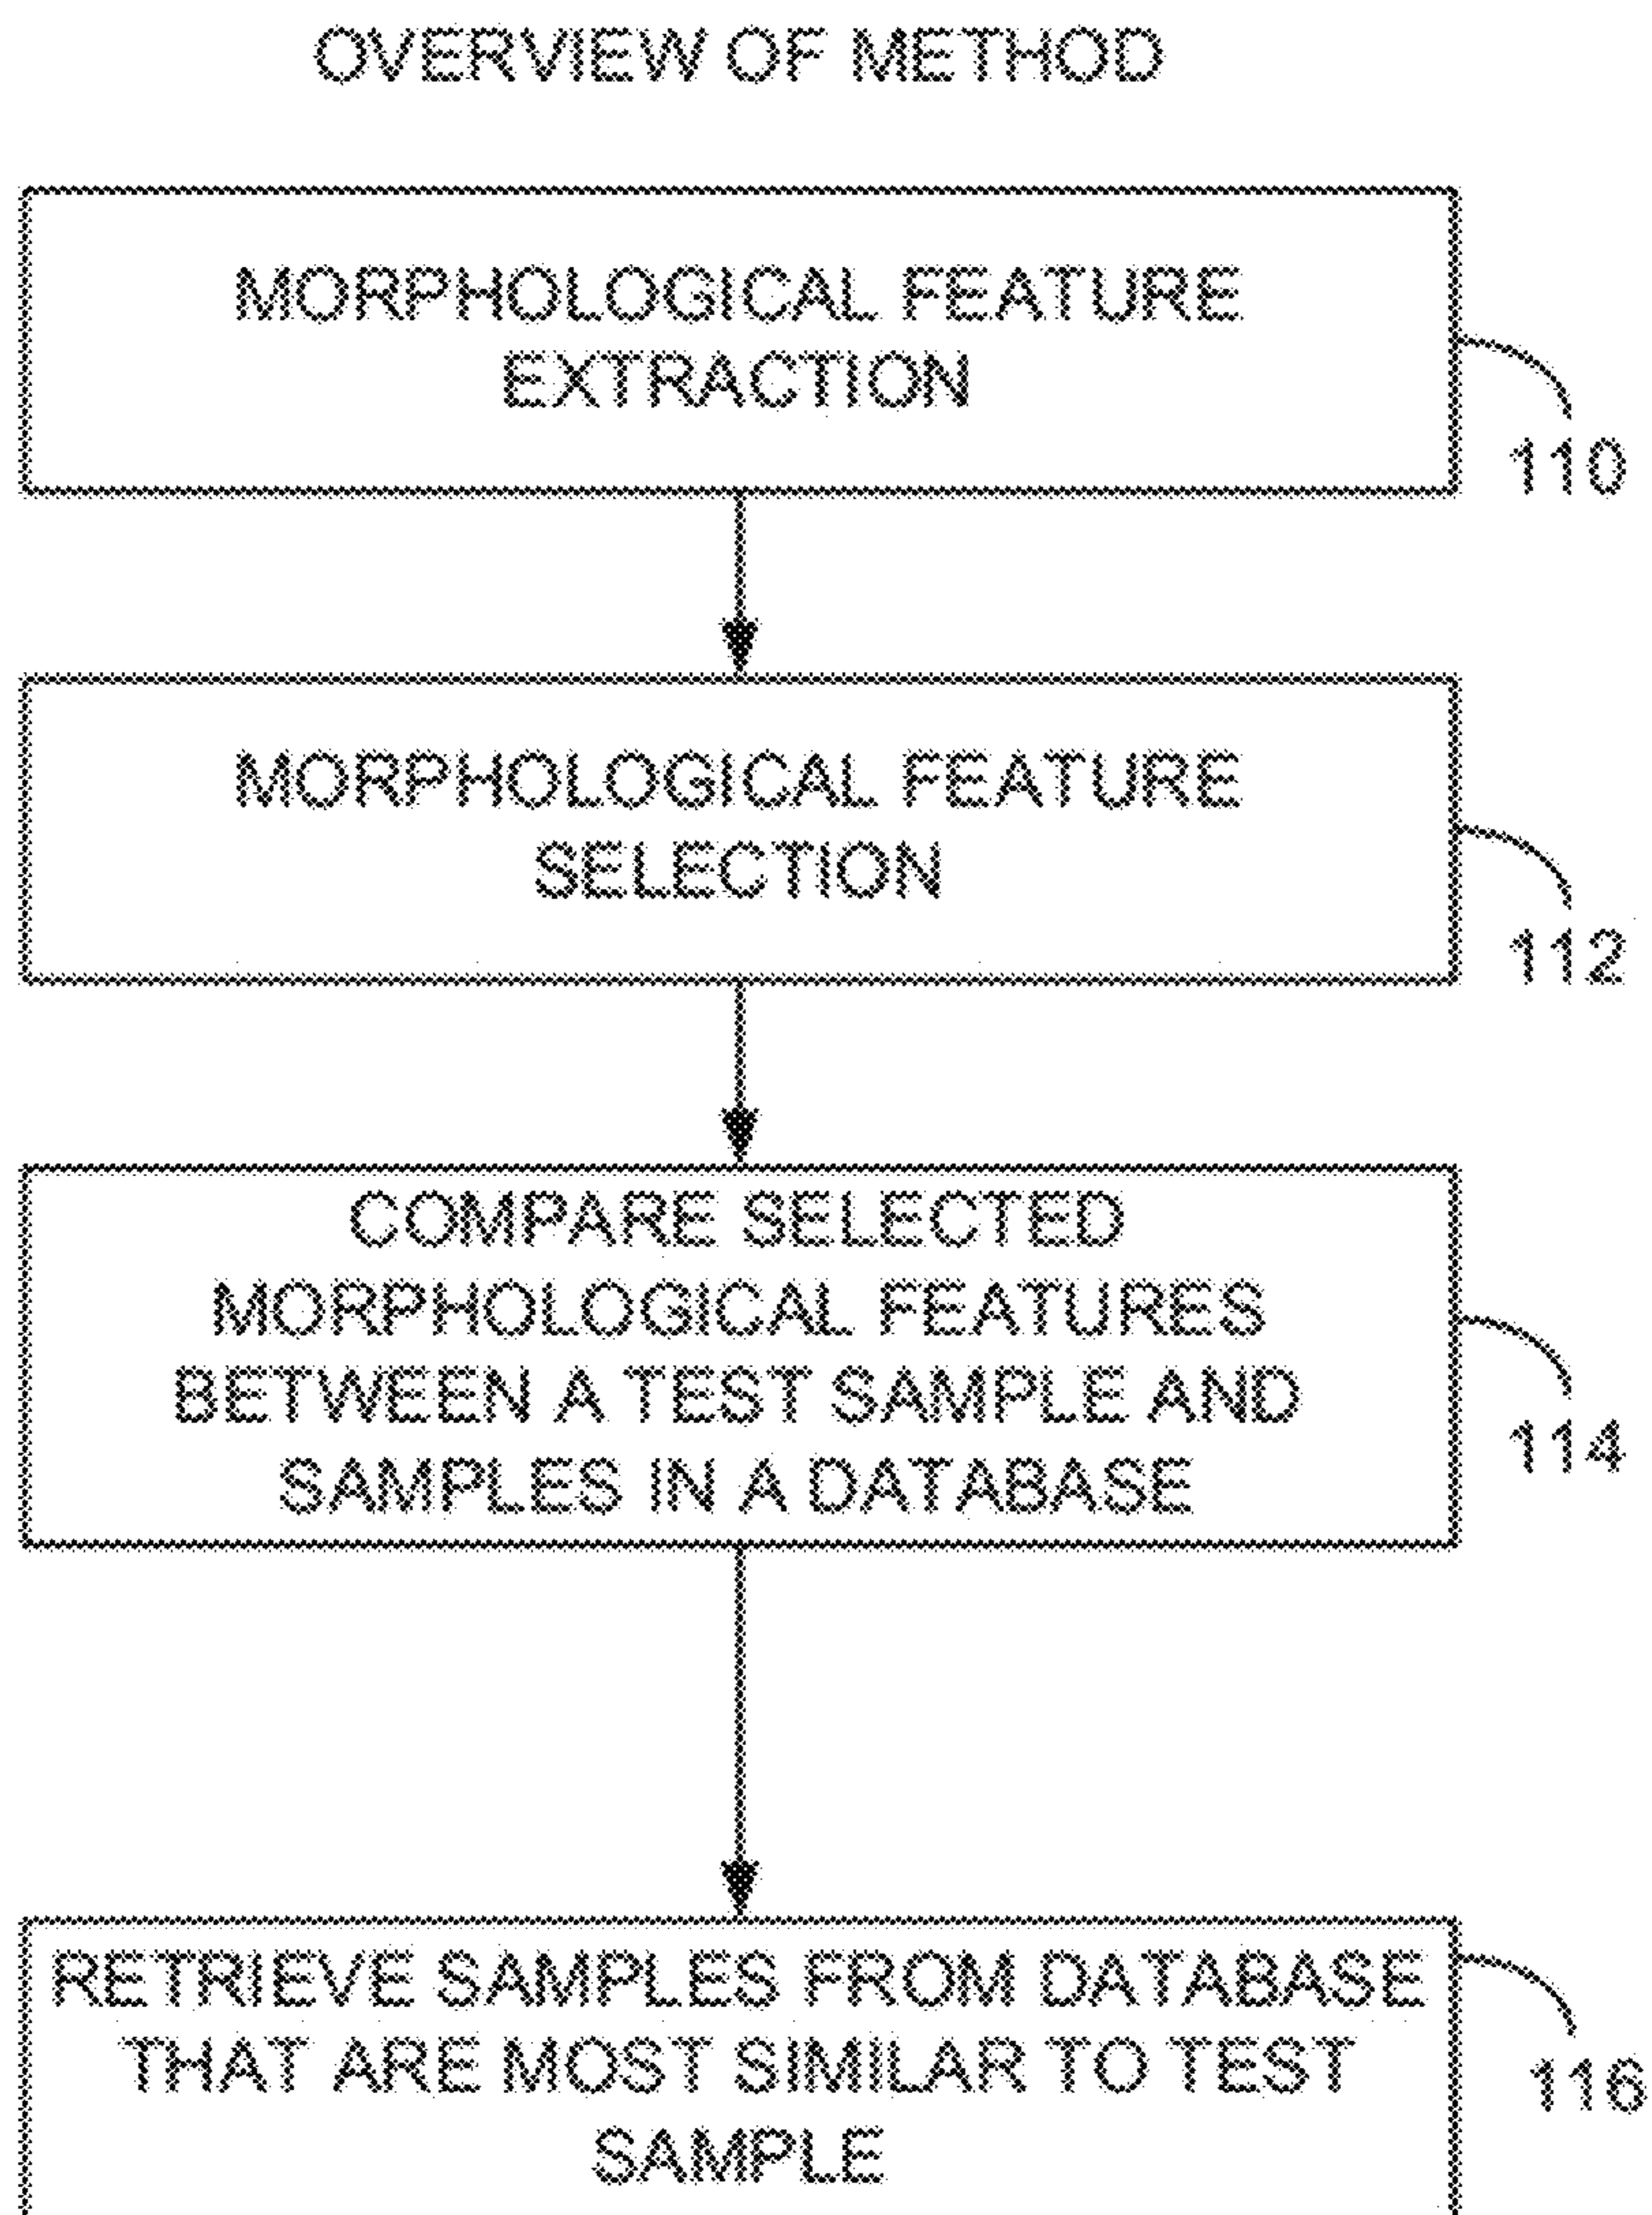 OVERVIEW OF METHOD
MORPHOLOGICAL FEATURE
EXTRACTION
110
MORPHOLOGICAL FEATURE
SELECTION
112
COMPARE SELECTED
MORPHOLOGICAL FEATURES
BETWEEN A TEST SAMPLE AND
SAMPLES IN A DATABASE
114
RETRIEVE SAMPLES FROM DATABASE
THAT ARE MOST SIMILAR TO TEST
SAMPLE
116